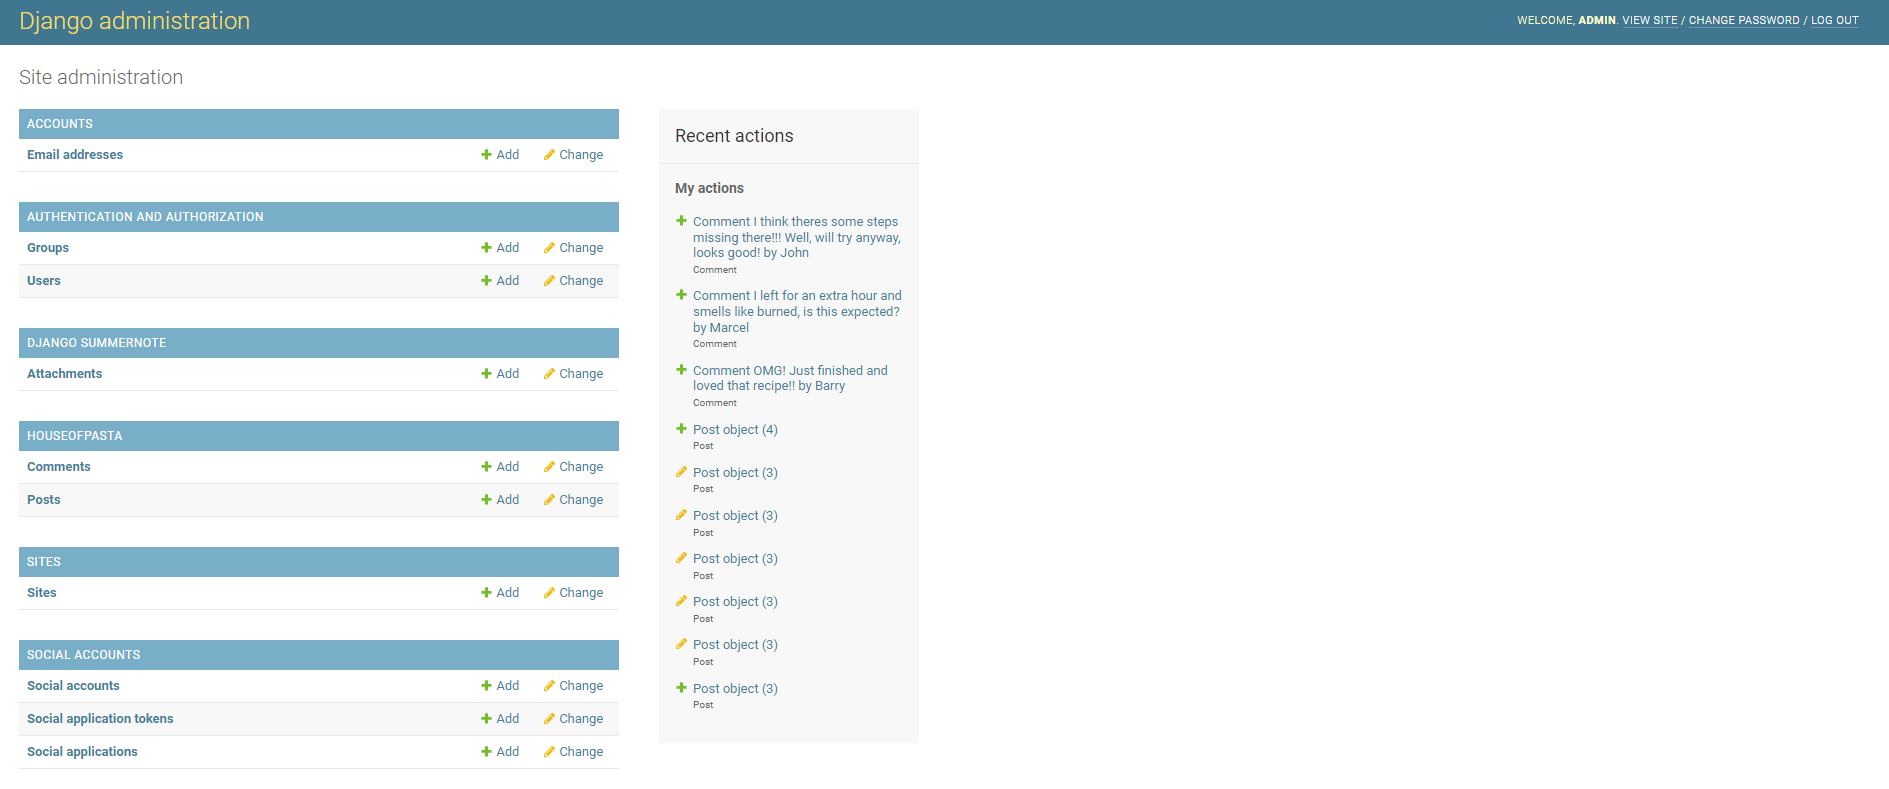 Django administration
WELCOME, ADMIN. VIEW SITE / CHANGE PASSWORD / LOG OUT
Site administration
ACCOUNTS
Email addresses Add Change
AUTHENTICATION AND AUTHORIZATION
Groups Add Change
Users Add Change
DJANGO SUMMERNOTE
Attachments Add Change
HOUSEOFPASTA
Comments Add Change
Posts Add Change
SITES
Sites Add Change
SOCIAL ACCOUNTS
Social accounts Add Change
Social application tokens Add Change
Social applications Add Change
Recent actions
My actions
Comment I think theres some steps
missing there!!! Well, will try anyway,
looks good! by John
Comment
Comment I left for an extra hour and
smells like burned, is this expected?
by Marcel
Comment
Comment OMG! Just finished and
loved that recipe!! by Barry
Comment
Post object (4)
Post
Post object (3)
Post
Post object (3)
Post
Post object (3)
Post
Post object (3)
Post
Post object (3)
Post
Post object (3)
Post